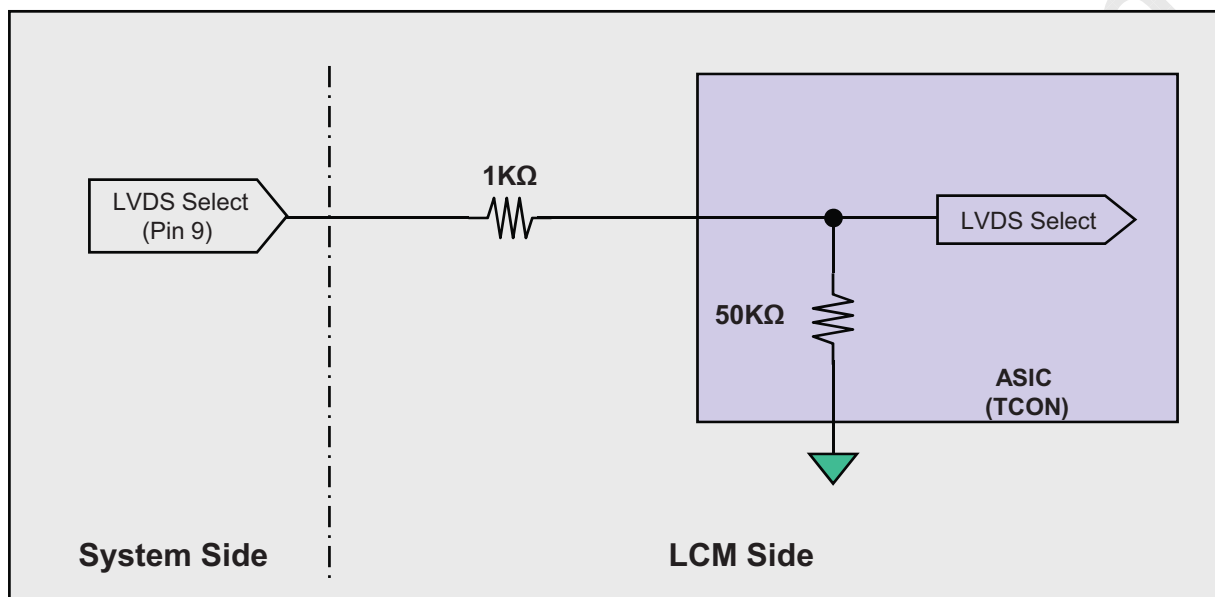 1KΩ
LVDS Select
(Pin 9)
LVDS Select
50KΩ
ASIC
(TCON)
System Side
LCM Side